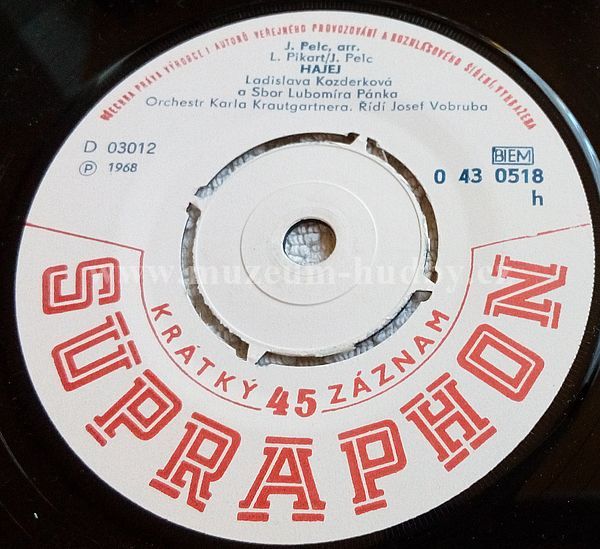 VŠECHNA PRÁVA VÝROBCE I AUTORŮ VEŘEJNÉHO PROVOZOVÁNÍ A ROZHLASOVÉHO ŠÍŘENÍ VYHRAZENA
J. Pelc, arr.
L. Pikart/J. Pelc
HAJEJ
Ladislava Kozderková
a Sbor Lubomíra Pánka
Orchestr Karla Krautgartnera. Řídí Josef Vobruba
D 03012
Ⓟ 1968
BIEM
0 43 0518
h
www.muzeum-hudby.cz
KRÁTKÝ 45 ZÁZNAM
SUPRAPHON